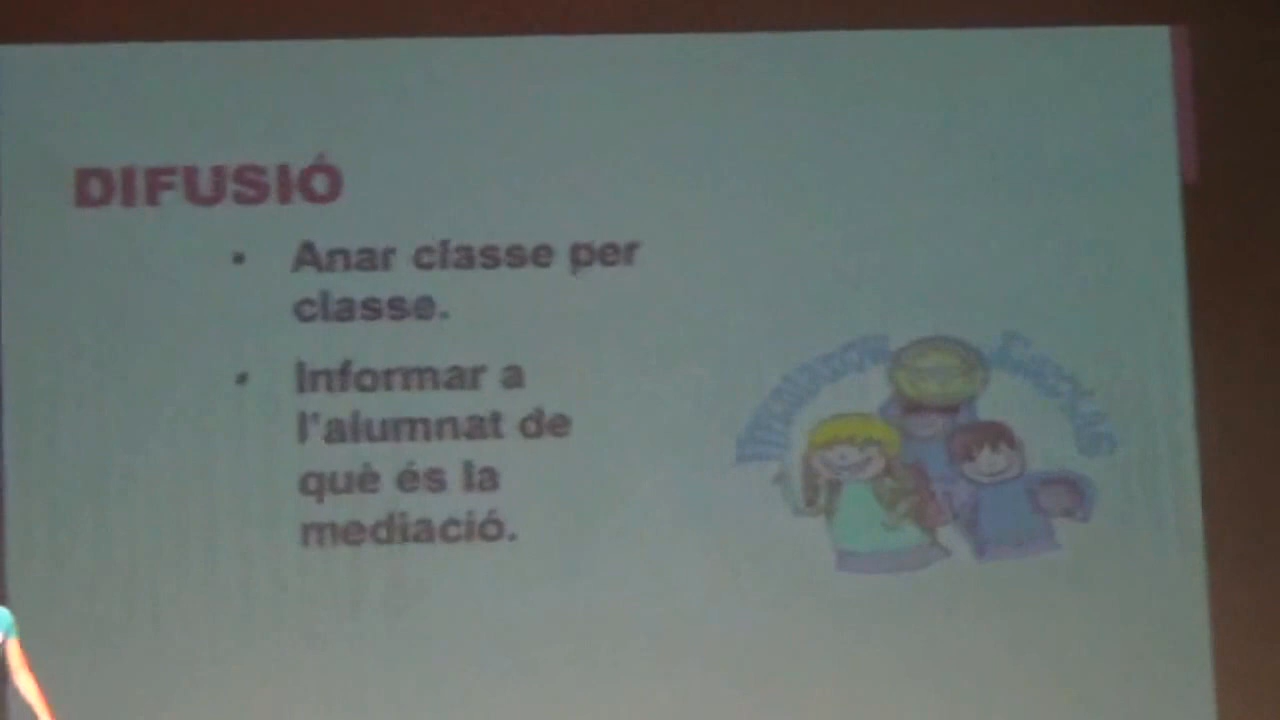 DIFUSIÓ
• Anar classe per
classe.
• Informar a
l'alumnat de
què és la
mediació.